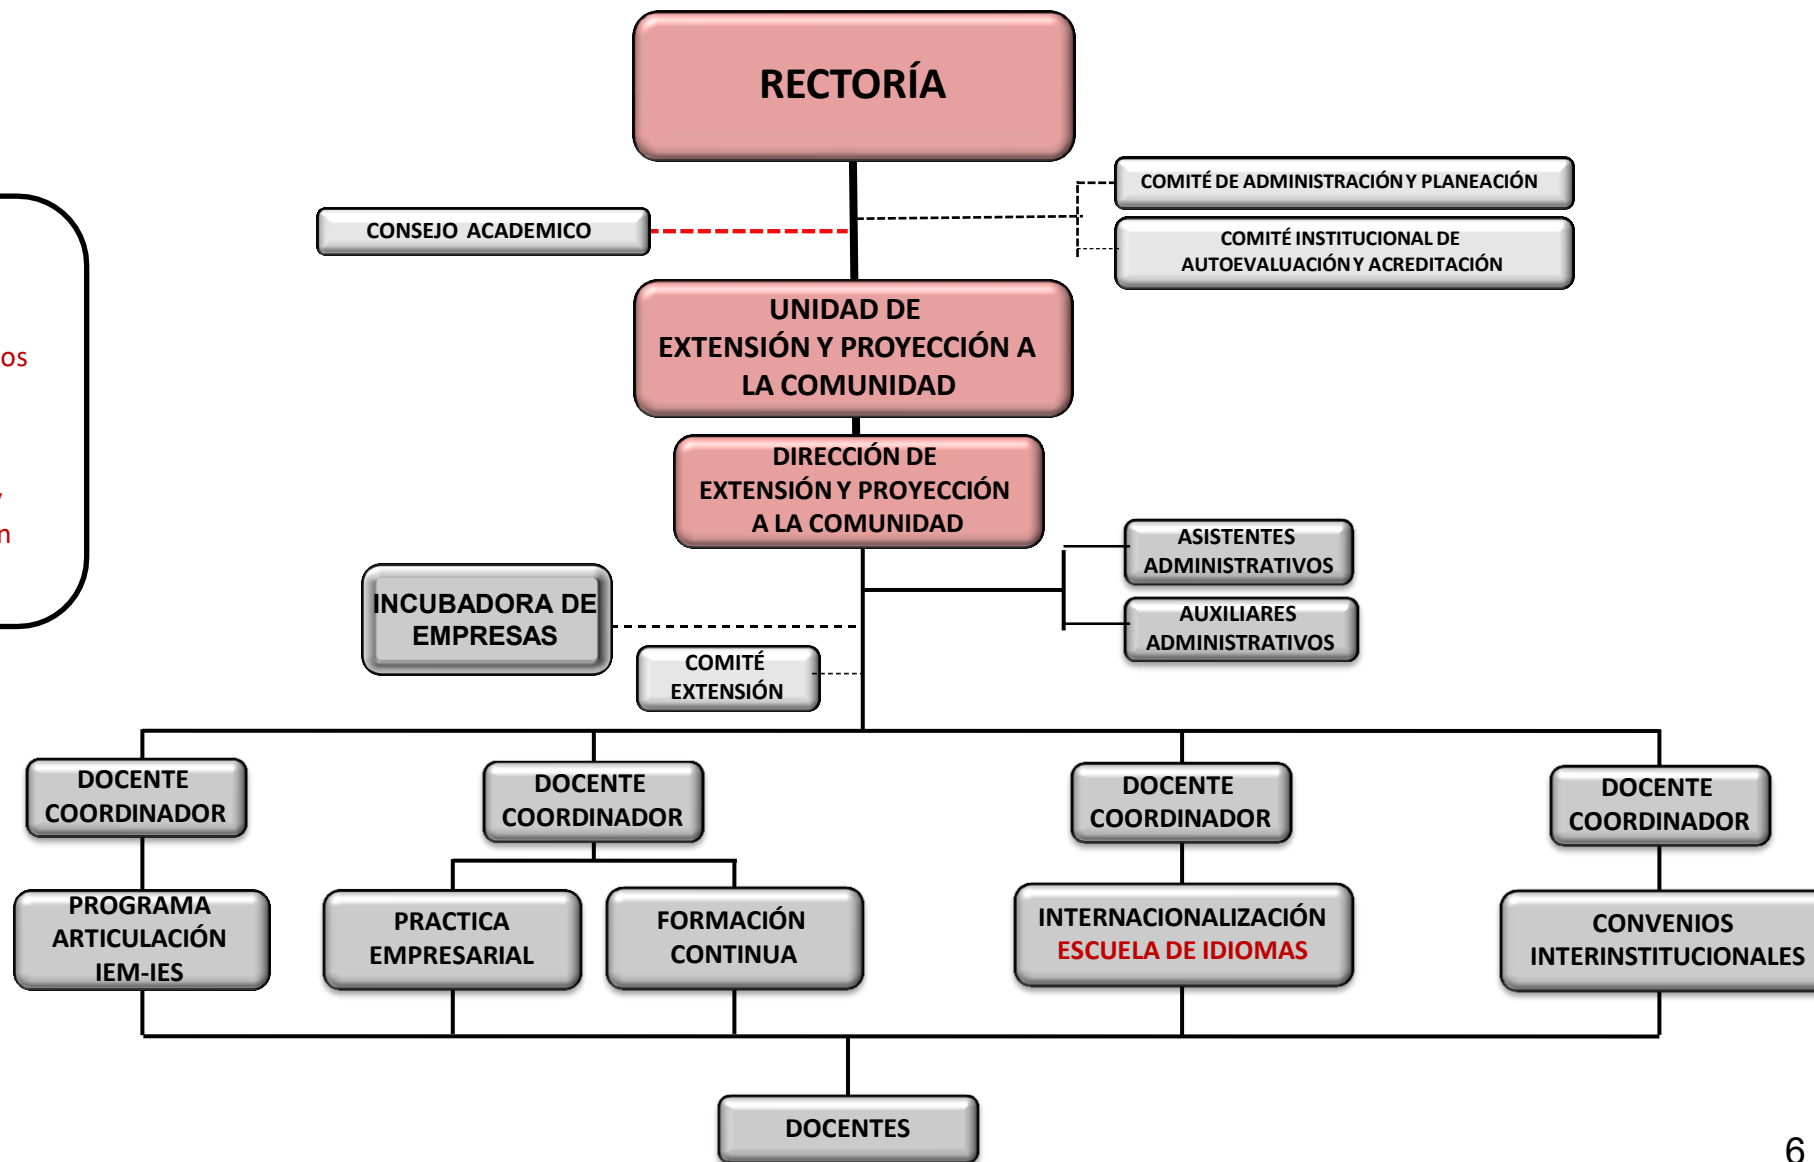 RECTORÍA
COMITÉ DE ADMINISTRACIÓN Y PLANEACIÓN
CONSEJO ACADEMICO
COMITÉ INSTITUCIONAL DE
AUTOEVALUACIÓN Y ACREDITACIÓN
UNIDAD DE
EXTENSIÓN Y PROYECCIÓN A
LA COMUNIDAD
DIRECCIÓN DE
EXTENSIÓN Y PROYECCIÓN
A LA COMUNIDAD
ASISTENTES
ADMINISTRATIVOS
AUXILIARES
ADMINISTRATIVOS
INCUBADORA DE
EMPRESAS
COMITÉ
EXTENSIÓN
DOCENTE
COORDINADOR
DOCENTE
COORDINADOR
DOCENTE
COORDINADOR
DOCENTE
COORDINADOR
PROGRAMA
ARTICULACIÓN
IEM-IES
PRACTICA
EMPRESARIAL
FORMACIÓN
CONTINUA
INTERNACIONALIZACIÓN
ESCUELA DE IDIOMAS
CONVENIOS
INTERINSTITUCIONALES
DOCENTES
6